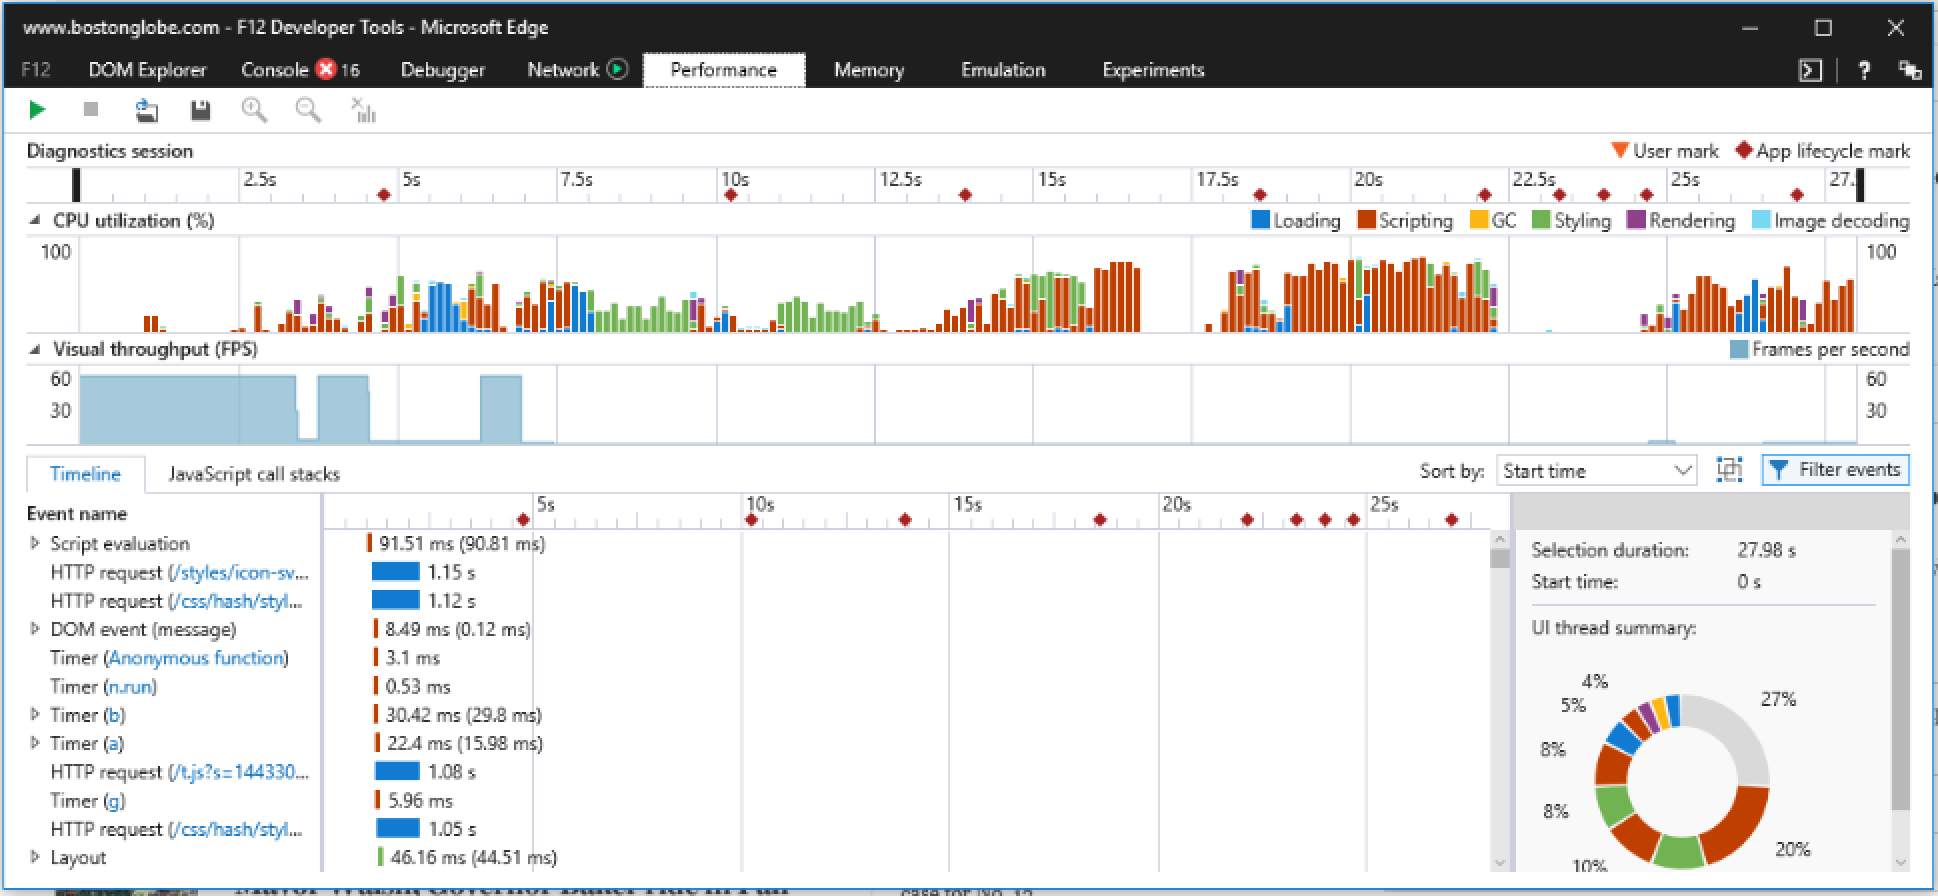 www.bostonglobe.com - F12 Developer Tools - Microsoft Edge
F12 DOM Explorer Console 16 Debugger Network Performance Memory Emulation Experiments ?
Diagnostics session User mark App lifecycle mark
2.5s 5s 7.5s 10s 12.5s 15s 17.5s 20s 22.5s 25s 27.
CPU utilization (%) Loading Scripting GC Styling Rendering Image decoding
100 100
Visual throughput (FPS) Frames per second
60 60
30 30
Timeline JavaScript call stacks Sort by: Start time Filter events
Event name 5s 10s 15s 20s 25s
Script evaluation 91.51 ms (90.81 ms)
HTTP request (/styles/icon-sv... 1.15 s
HTTP request (/css/hash/styl... 1.12 s
DOM event (message) 8.49 ms (0.12 ms)
Timer (Anonymous function) 3.1 ms
Timer (n.run) 0.53 ms
Timer (b) 30.42 ms (29.8 ms)
Timer (a) 22.4 ms (15.98 ms)
HTTP request (/t.js?s=144330... 1.08 s
Timer (g) 5.96 ms
HTTP request (/css/hash/styl... 1.05 s
Layout 46.16 ms (44.51 ms)
Selection duration: 27.98 s
Start time: 0 s
UI thread summary:
4%
5%
27%
8%
8%
20%
10%